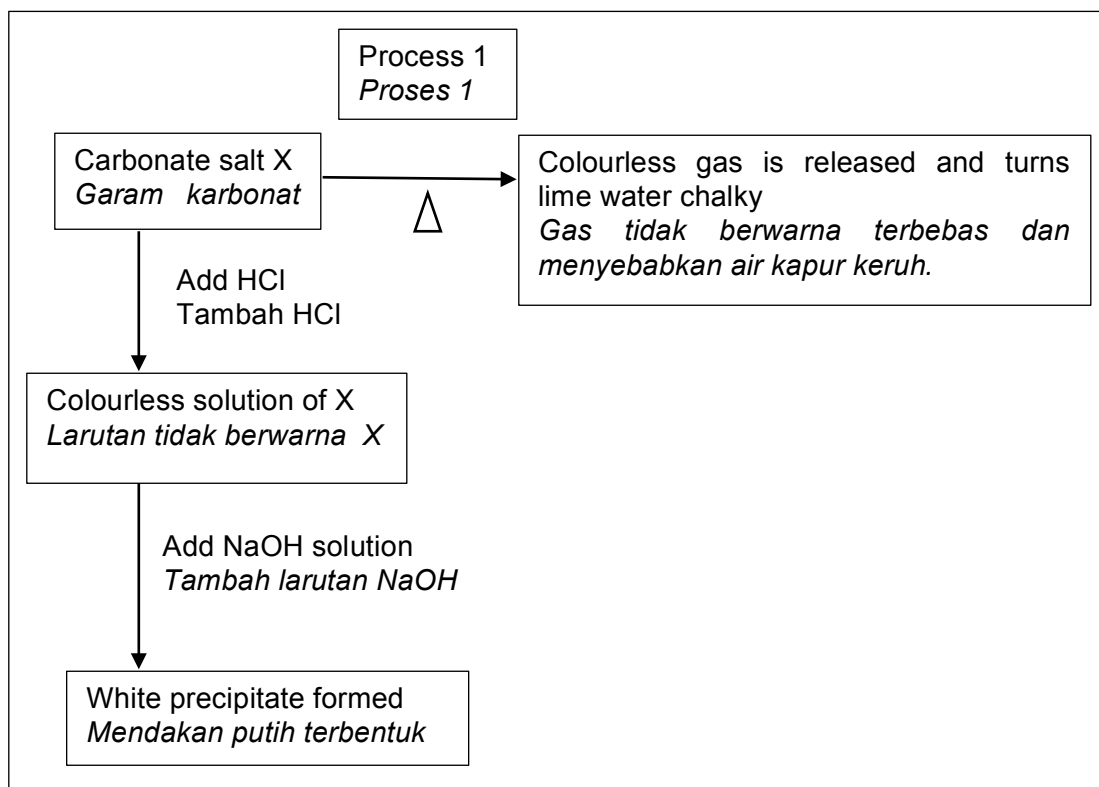 Process 1
Proses 1
Carbonate salt X
Garam karbonat
Colourless gas is released and turns
lime water chalky
Gas tidak berwarna terbebas dan
menyebabkan air kapur keruh.
Add HCl
Tambah HCl
Colourless solution of X
Larutan tidak berwarna X
Add NaOH solution
Tambah larutan NaOH
White precipitate formed
Mendakan putih terbentuk